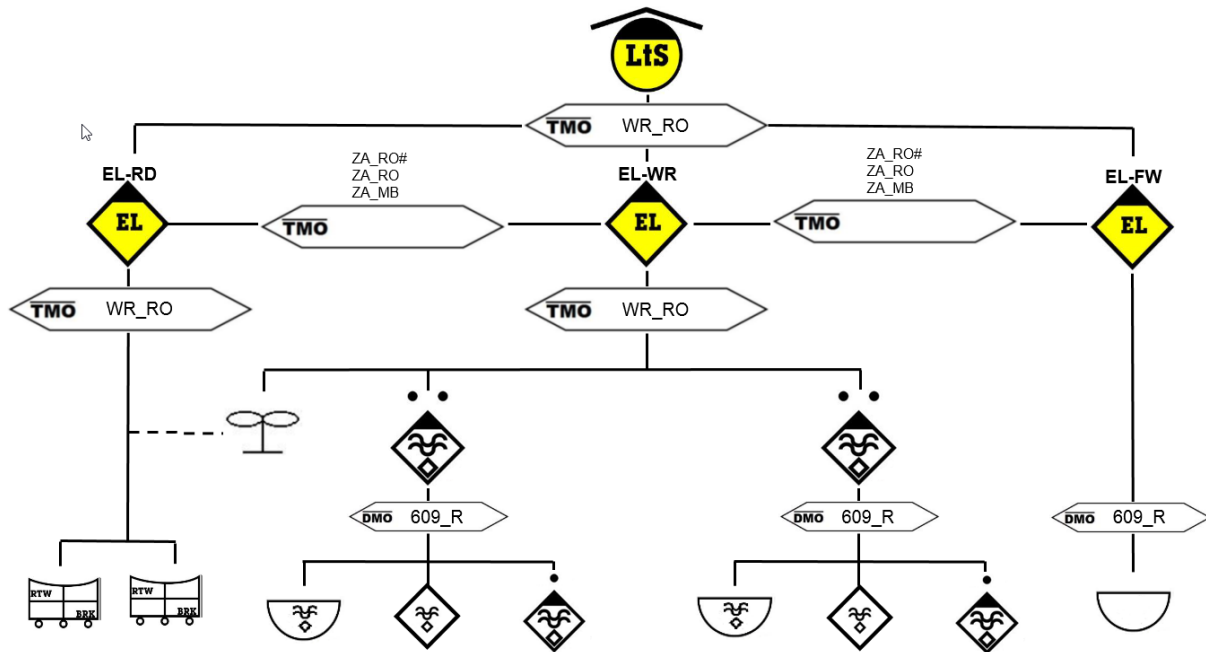 LtS
TMO WR_RO
ZA_RO#
ZA_RO
ZA_MB
ZA_RO#
ZA_RO
ZA_MB
EL-RD
EL-WR
EL-FW
EL
TMO
EL
TMO
EL
TMO WR_RO
TMO WR_RO
DMO 609_R
DMO 609_R
DMO 609_R
RTW
BRK
RTW
BRK